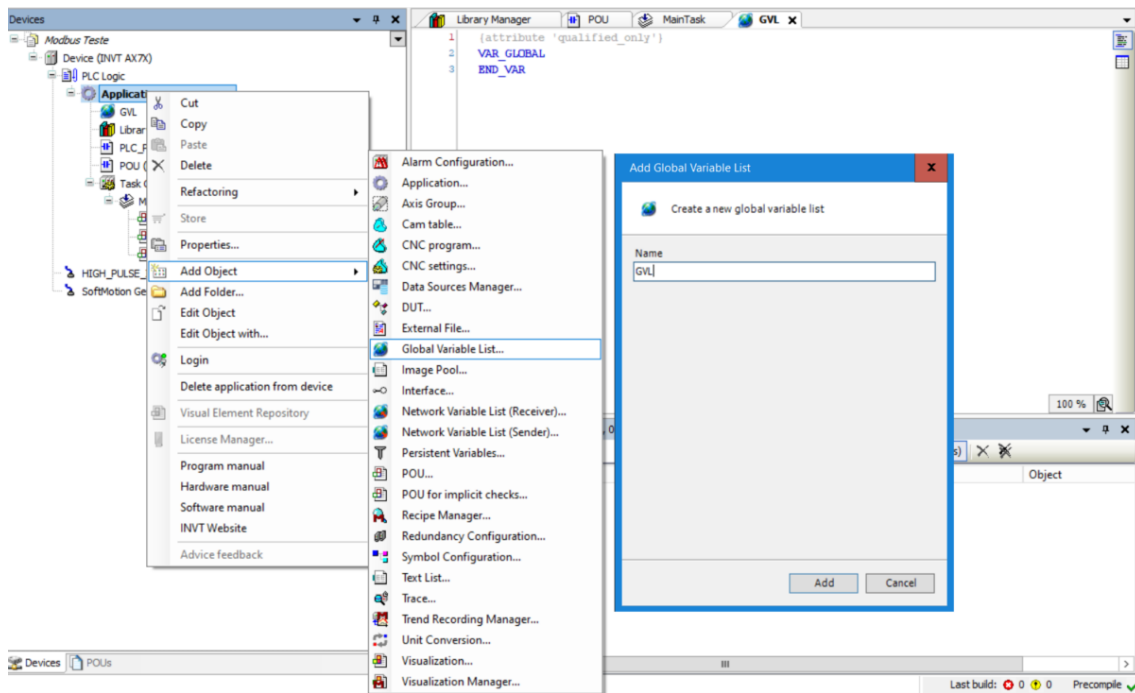 Devices
Modbus Teste
Device (INVT AX7X)
PLC Logic
Applicati
GVL
Librar
PLC_P
POU (
Task C
M
HIGH_PULSE_
SoftMotion Ge
Devices
POUs
Cut
Copy
Paste
Delete
Refactoring
Store
Properties...
Add Object
Add Folder...
Edit Object
Edit Object with...
Login
Delete application from device
Visual Element Repository
License Manager...
Program manual
Hardware manual
Software manual
INVT Website
Advice feedback
Alarm Configuration...
Application...
Axis Group...
Cam table...
CNC program...
CNC settings...
Data Sources Manager...
DUT...
External File...
Global Variable List...
Image Pool...
Interface...
Network Variable List (Receiver)...
Network Variable List (Sender)...
Persistent Variables...
POU...
POU for implicit checks...
Recipe Manager...
Redundancy Configuration...
Symbol Configuration...
Text List...
Trace...
Trend Recording Manager...
Unit Conversion...
Visualization...
Visualization Manager...
Library Manager
POU
MainTask
GVL
1 {attribute 'qualified_only'}
2 VAR_GLOBAL
3 END_VAR
100 %
Add Global Variable List
Create a new global variable list
Name
GVL
Add
Cancel
, 0
s)
Object
Last build: 0 0 Precompile